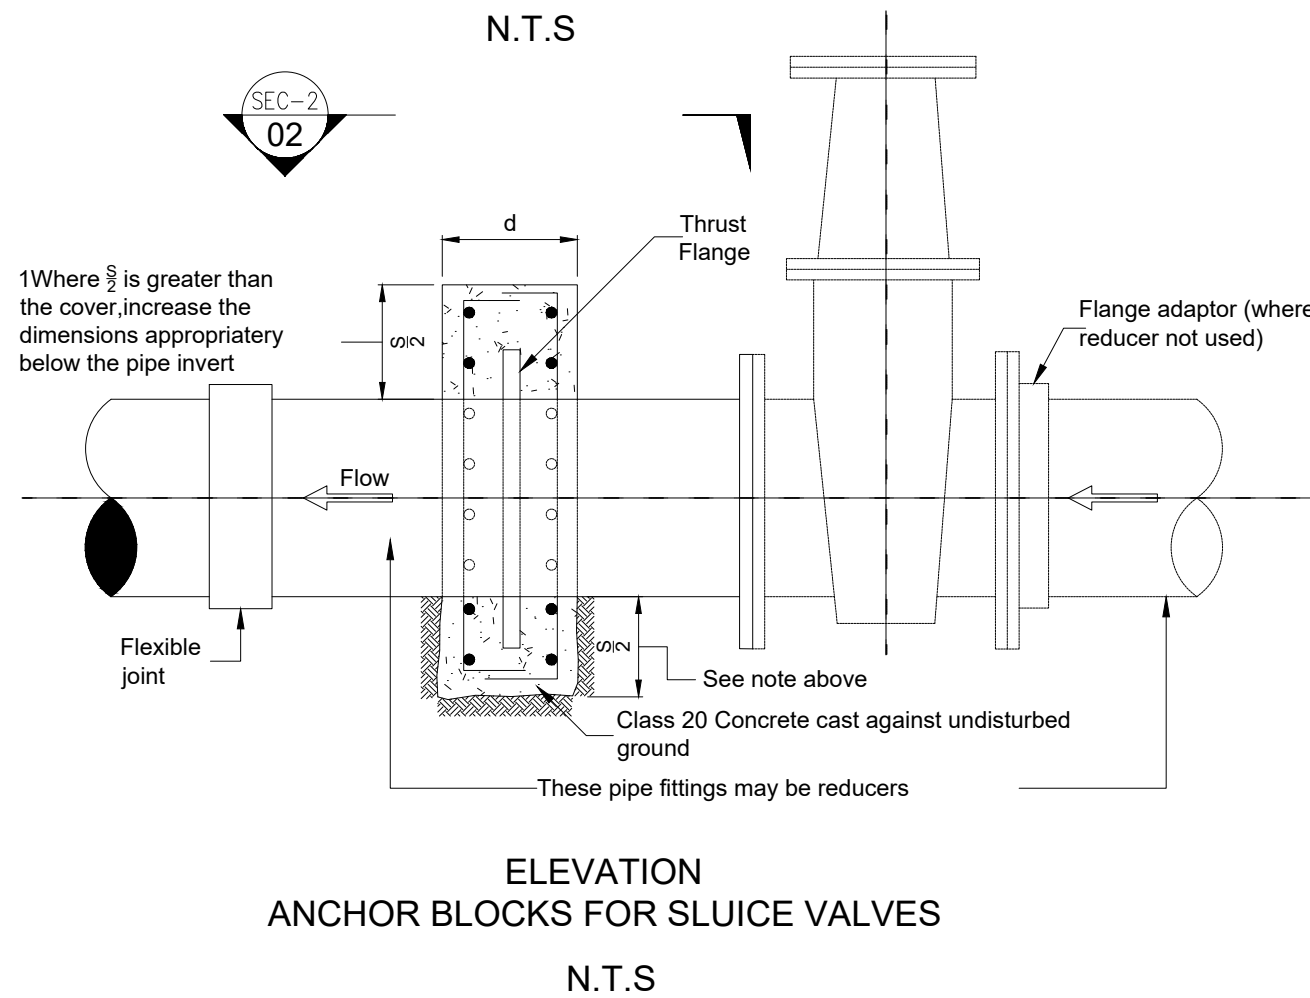 N.T.S
SEC-2
02
d
Thrust
Flange
1Where S/2 is greater than
the cover,increase the
dimensions appropriatery
below the pipe invert
S/2
Flange adaptor (where
reducer not used)
Flow
Flexible
joint
S/2
See note above
Class 20 Concrete cast against undisturbed
ground
These pipe fittings may be reducers
ELEVATION
ANCHOR BLOCKS FOR SLUICE VALVES
N.T.S